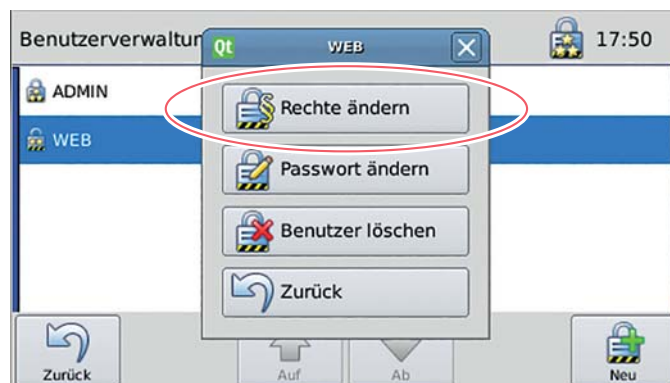 Benutzerverwaltun
Qt WEB
17:50
ADMIN
WEB
Rechte ändern
Passwort ändern
Benutzer löschen
Zurück
Zurück
Auf
Ab
Neu